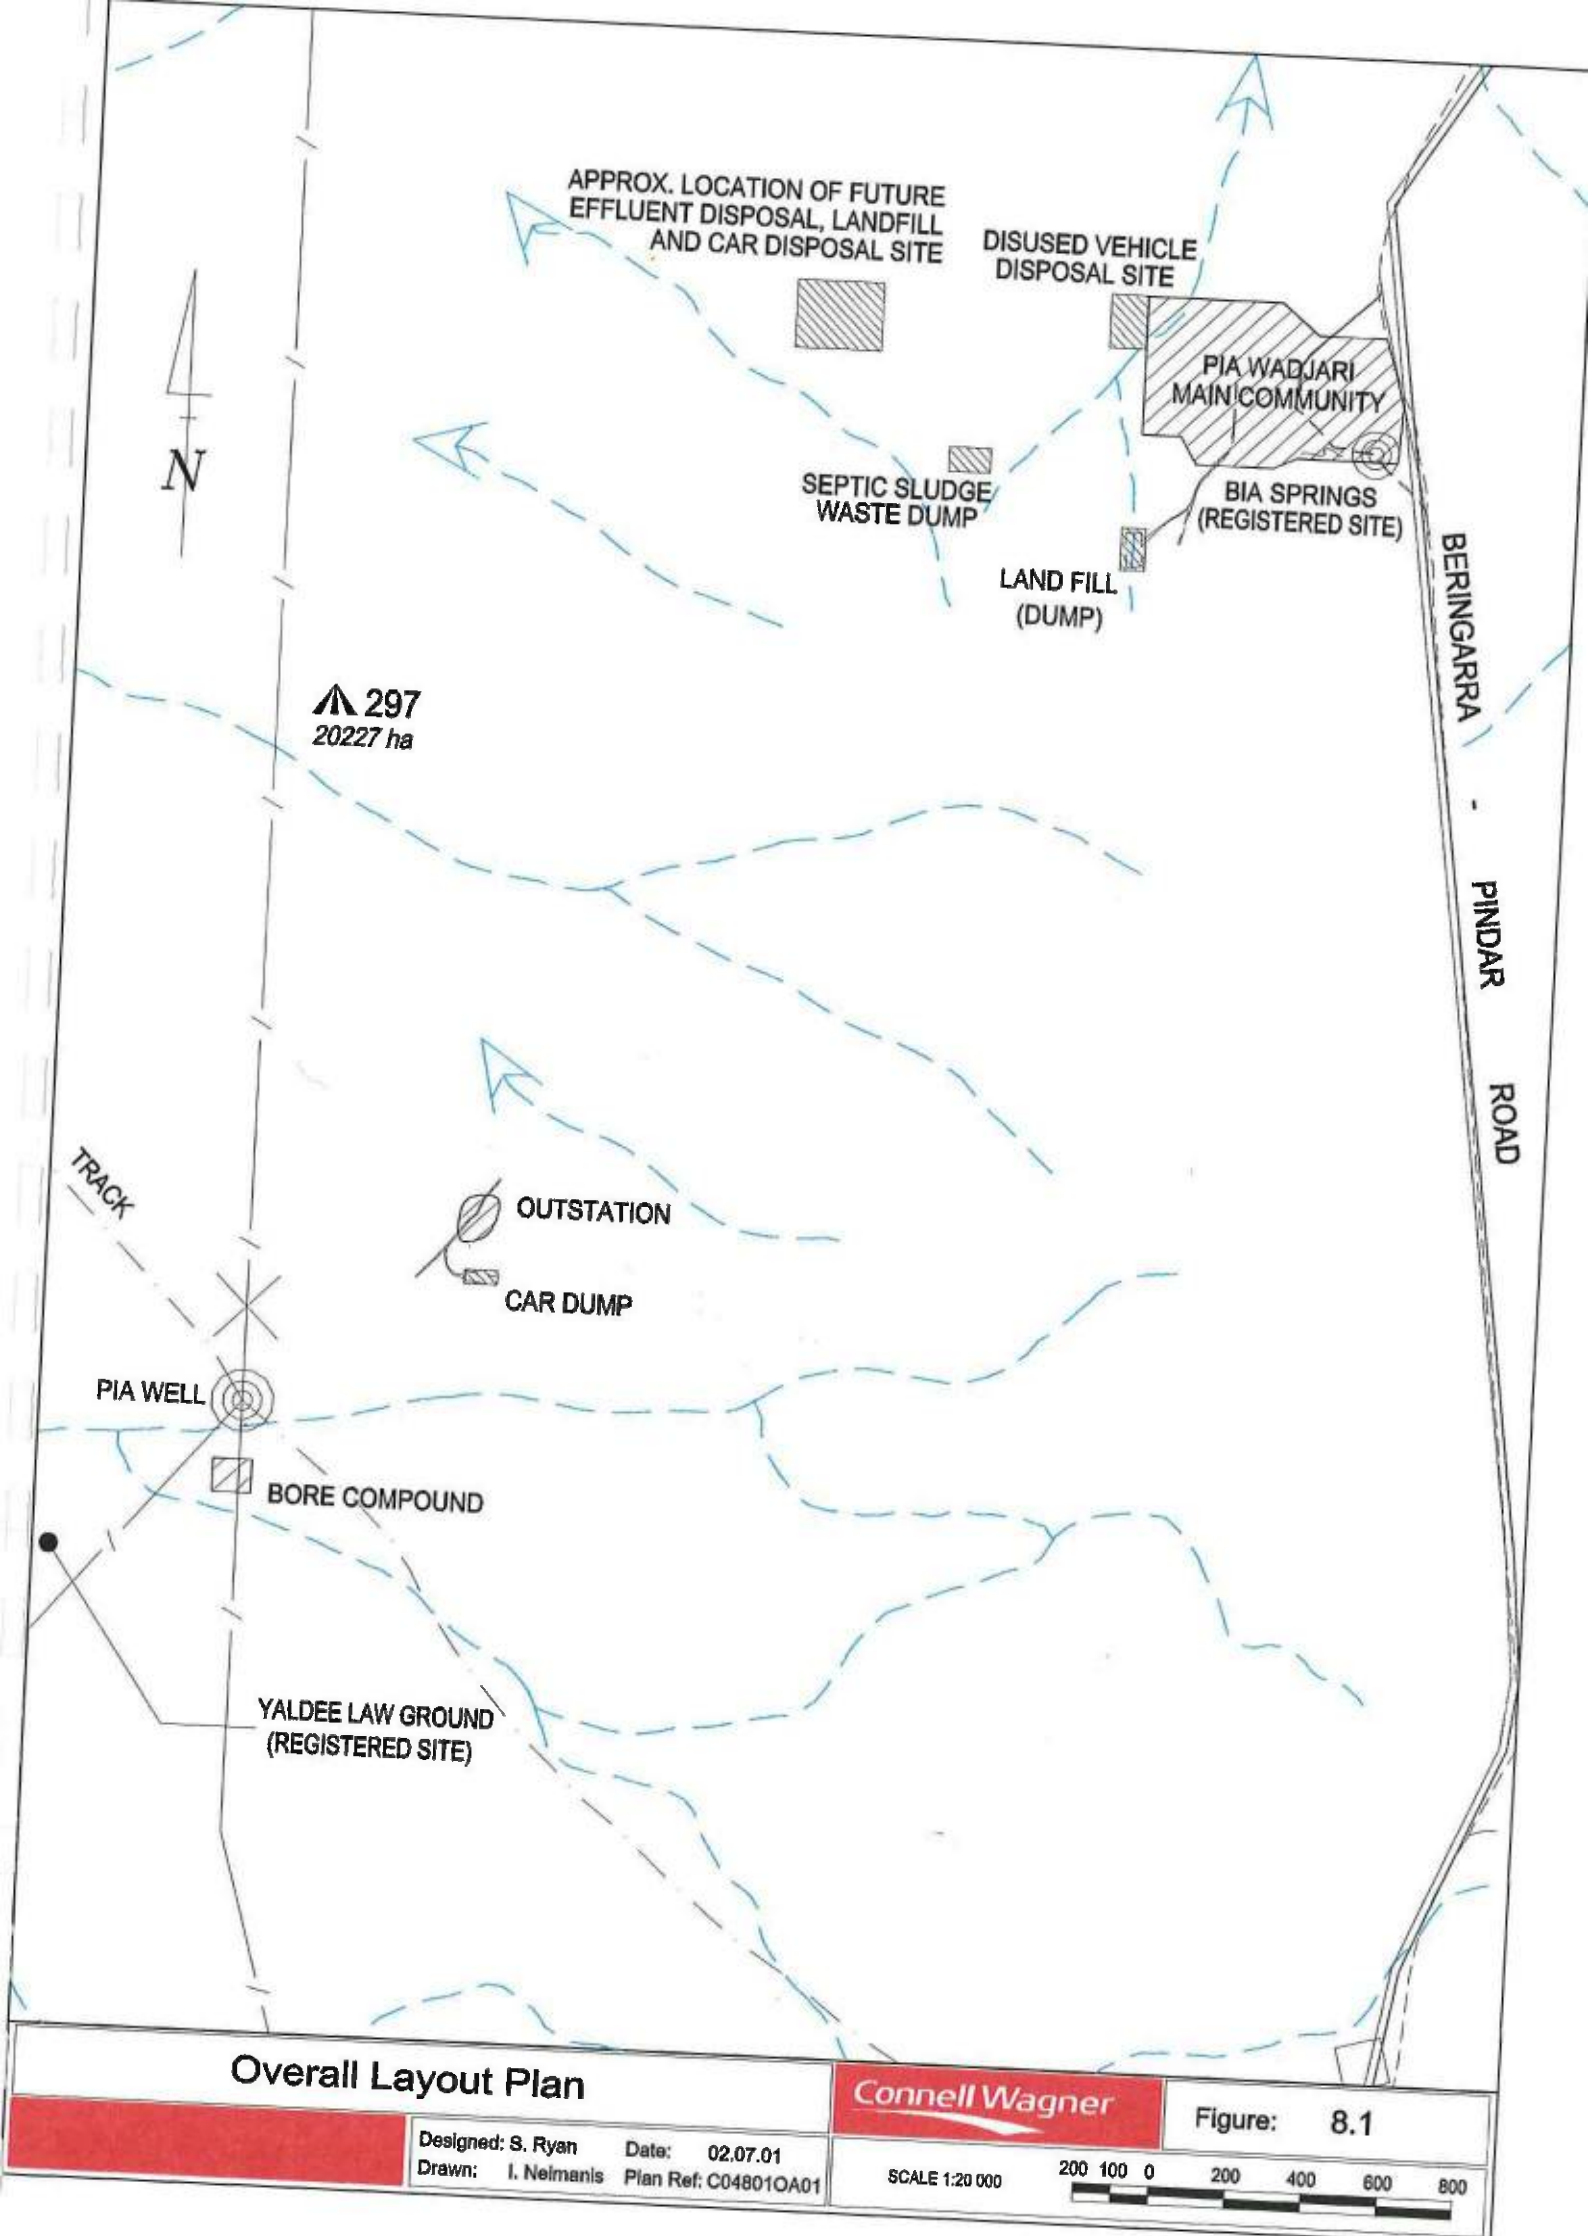 APPROX. LOCATION OF FUTURE
EFFLUENT DISPOSAL, LANDFILL
AND CAR DISPOSAL SITE
DISUSED VEHICLE
DISPOSAL SITE
PIA WADJARI
MAIN COMMUNITY
N
SEPTIC SLUDGE
WASTE DUMP
BIA SPRINGS
(REGISTERED SITE)
LAND FILL
(DUMP)
BERINGARRA - PINDAR ROAD
297
20227 ha
TRACK
OUTSTATION
CAR DUMP
PIA WELL
BORE COMPOUND
YALDEE LAW GROUND
(REGISTERED SITE)
Overall Layout Plan
Connell Wagner
Figure: 8.1
Designed: S. Ryan Date: 02.07.01
Drawn: I. Neimanis Plan Ref: C04801OA01
SCALE 1:20 000
200 100 0 200 400 600 800